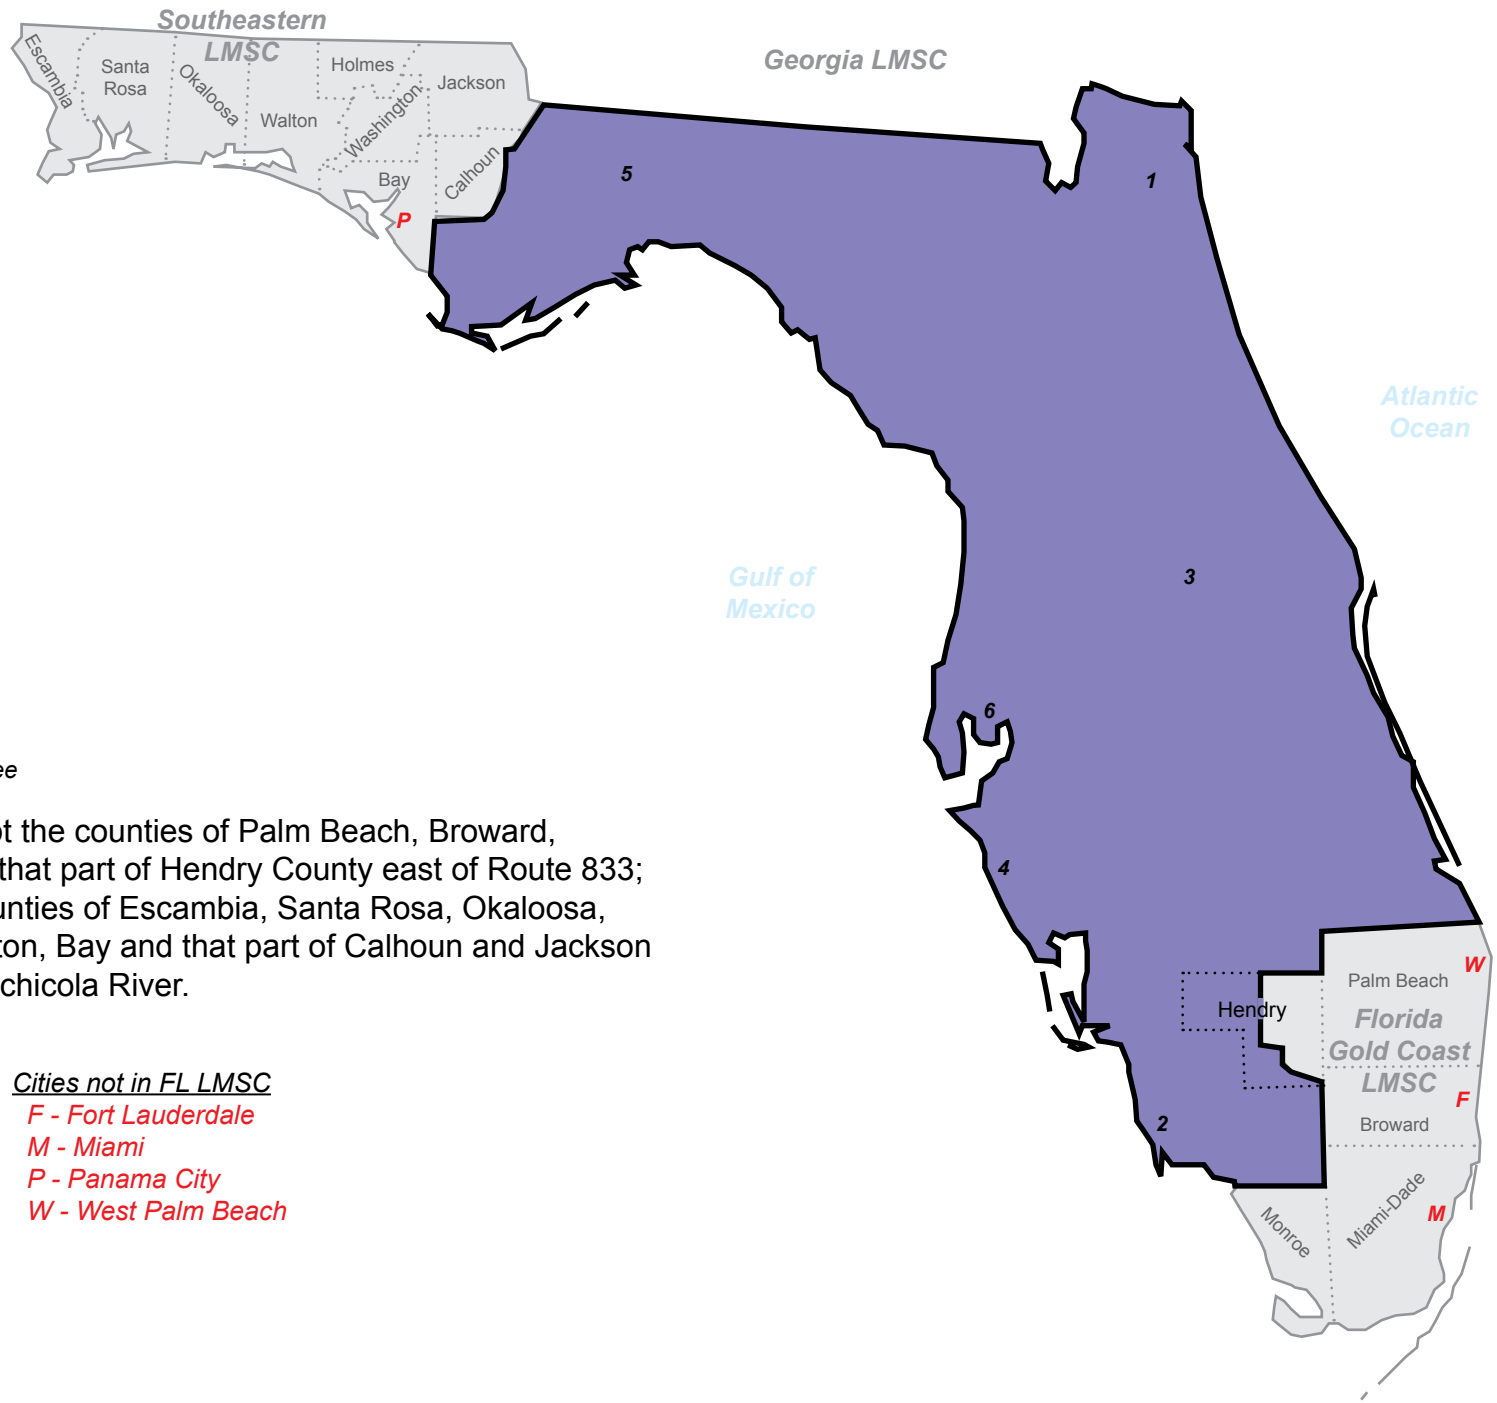 Southeastern
LMSC
Georgia LMSC
Escambia
Santa
Rosa
Okaloosa
Walton
Holmes
Washington
Jackson
Bay
Calhoun
P
5
1
Atlantic
Ocean
Gulf of
Mexico
3
6
ee
ot the counties of Palm Beach, Broward,
that part of Hendry County east of Route 833;
unties of Escambia, Santa Rosa, Okaloosa,
ton, Bay and that part of Calhoun and Jackson
chicola River.
4
W
Palm Beach
Hendry
Florida
Gold Coast
LMSC
F
Broward
2
Monroe
Miami-Dade
M
Cities not in FL LMSC
F - Fort Lauderdale
M - Miami
P - Panama City
W - West Palm Beach